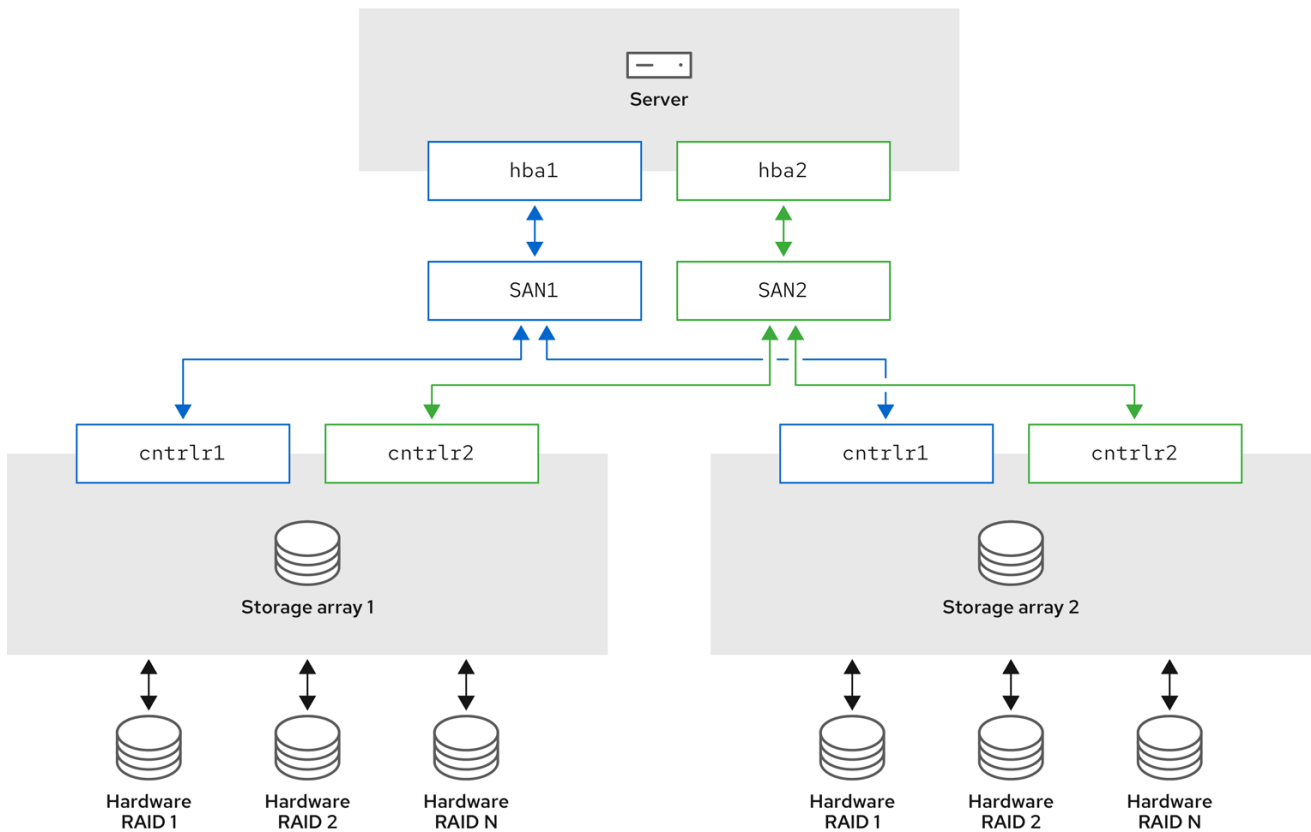 Server
hba1
hba2
SAN1
SAN2
cntrlr1
cntrlr2
cntrlr1
cntrlr2
Storage array 1
Storage array 2
Hardware
RAID 1
Hardware
RAID 2
Hardware
RAID N
Hardware
RAID 1
Hardware
RAID 2
Hardware
RAID N